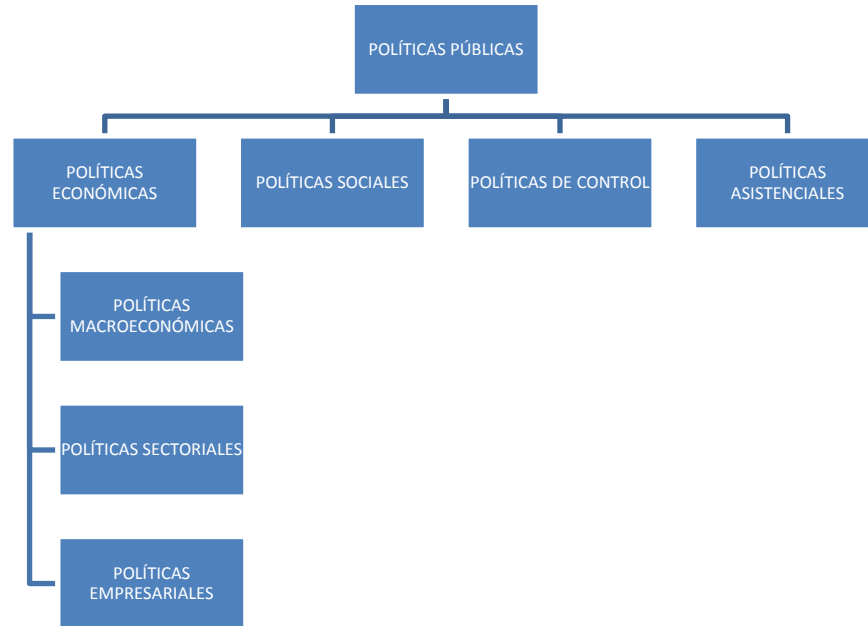 POLÍTICAS PÚBLICAS
POLÍTICAS
ECONÓMICAS
POLÍTICAS SOCIALES
POLÍTICAS DE CONTROL
POLÍTICAS
ASISTENCIALES
POLÍTICAS
MACROECONÓMICAS
POLÍTICAS SECTORIALES
POLÍTICAS
EMPRESARIALES